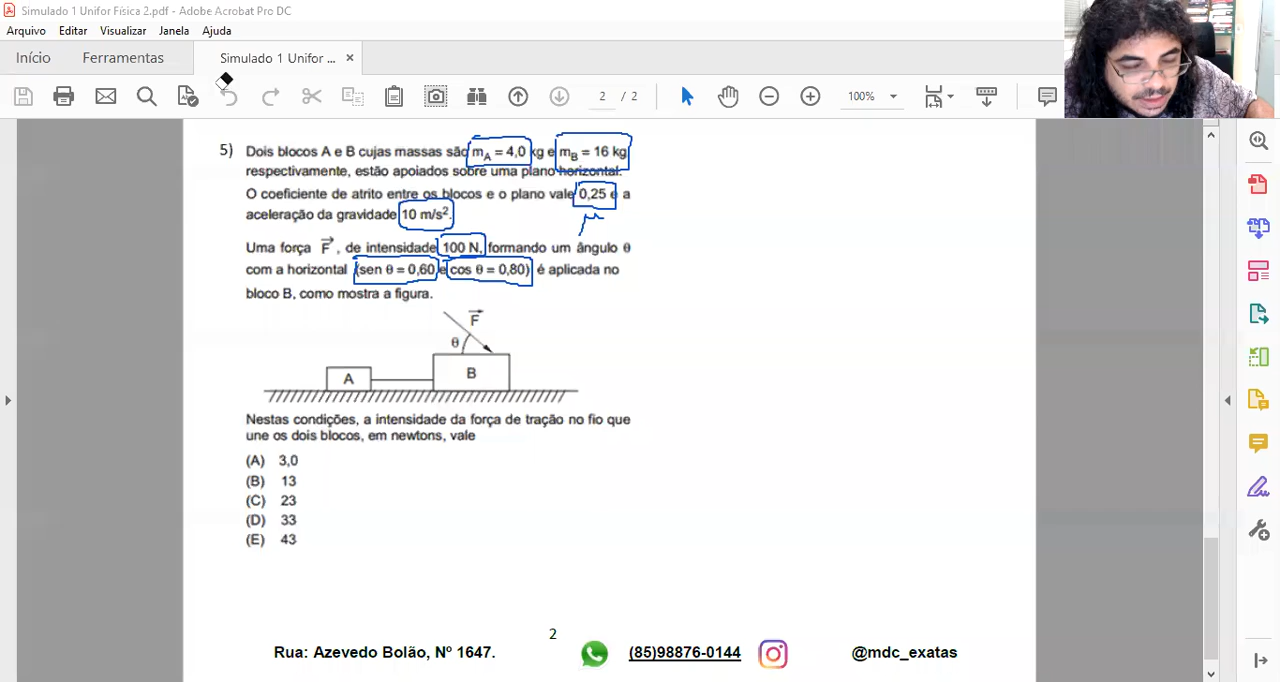 Simulado 1 Unifor Física 2.pdf - Adobe Acrobat Pro DC
Arquivo Editar Visualizar Janela Ajuda
Início Ferramentas Simulado 1 Unifor ... ×
2 / 2 100%
5) Dois blocos A e B cujas massas são mA = 4,0 kg e mB = 16 kg
respectivamente, estão apoiados sobre uma plano horizontal.
O coeficiente de atrito entre os blocos e o plano vale 0,25 e a
aceleração da gravidade 10 m/s².
μ
Uma força F, de intensidade 100 N, formando um ângulo θ
com a horizontal (sen θ = 0,60 e cos θ = 0,80) é aplicada no
bloco B, como mostra a figura.
F
θ
A B
Nestas condições, a intensidade da força de tração no fio que
une os dois blocos, em newtons, vale
(A) 3,0
(B) 13
(C) 23
(D) 33
(E) 43
2
Rua: Azevedo Bolão, Nº 1647. (85)98876-0144 @mdc_exatas